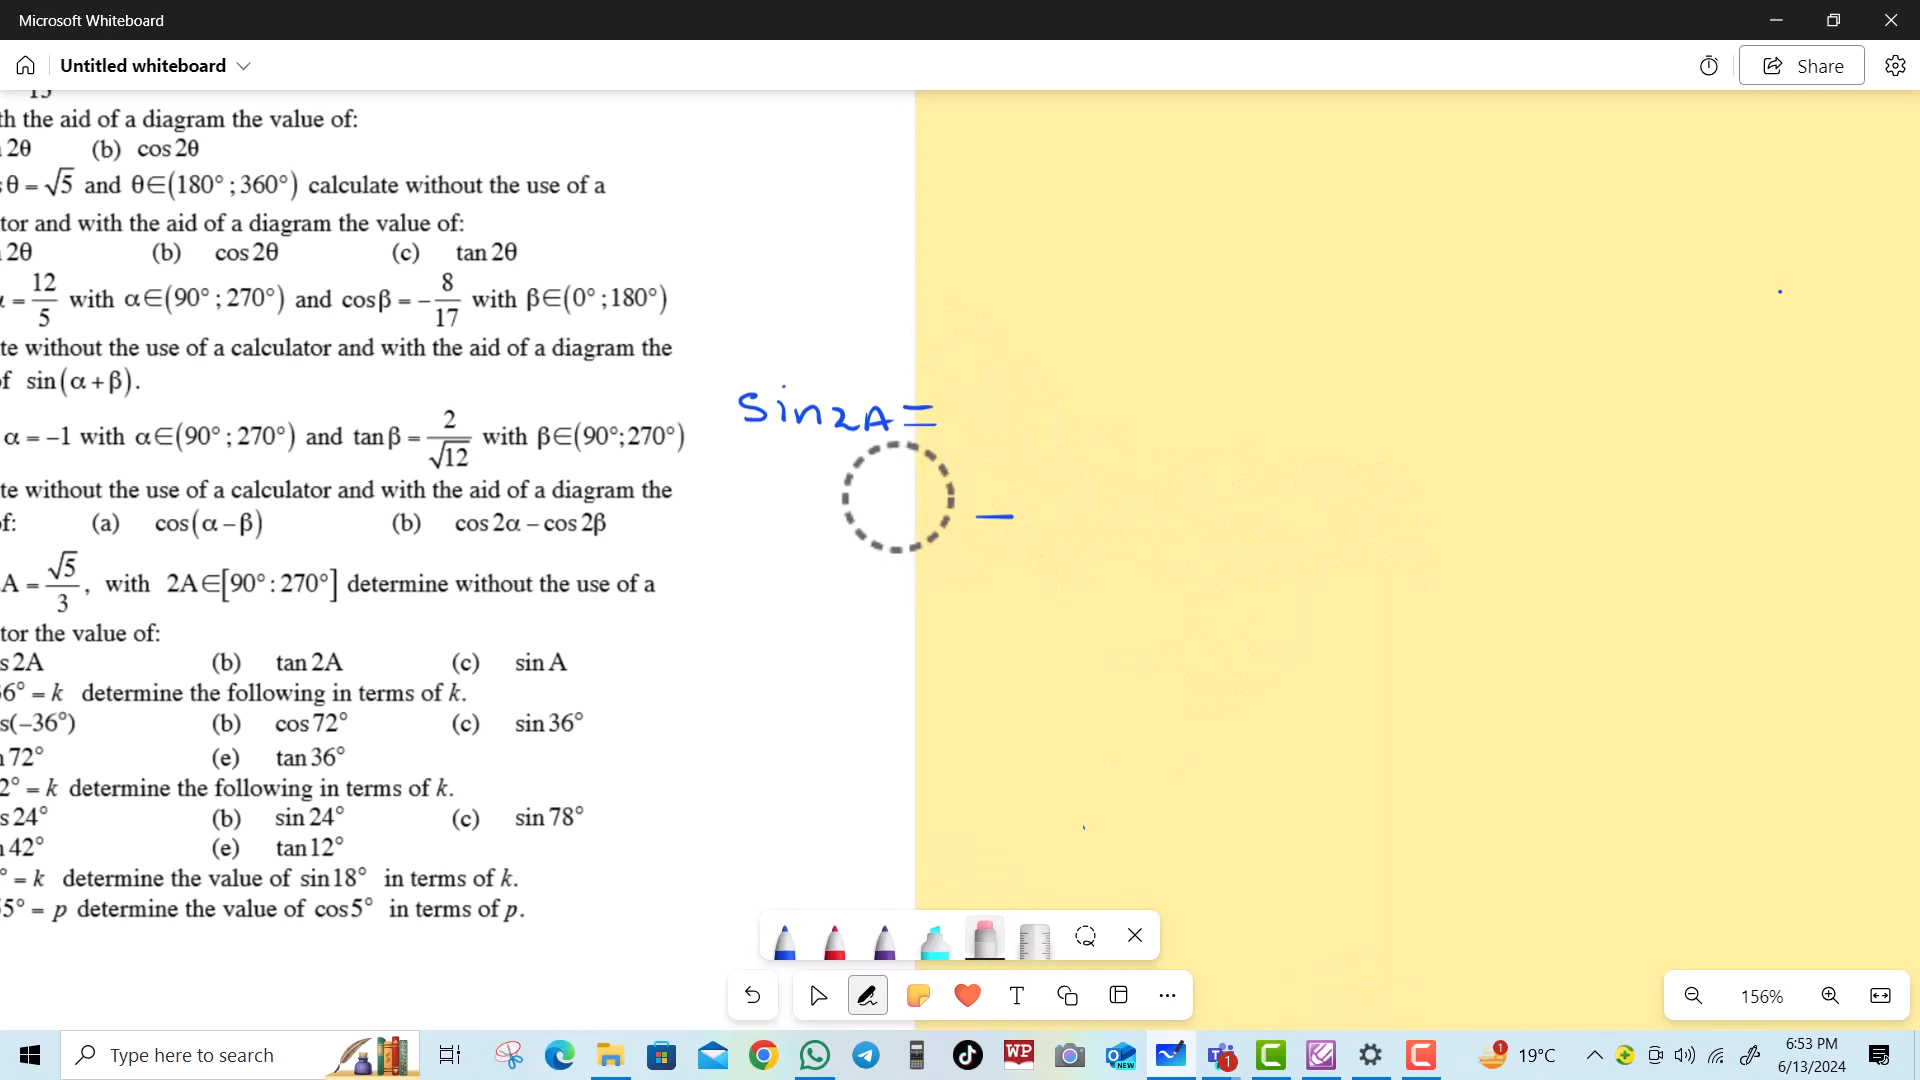 Microsoft Whiteboard
Untitled whiteboard
Share
th the aid of a diagram the value of:
2θ (b) cos 2θ
θ = √5 and θ∈(180° ; 360°) calculate without the use of a
tor and with the aid of a diagram the value of:
2θ (b) cos 2θ (c) tan 2θ
= 12/5 with α∈(90° ; 270°) and cos β = −8/17 with β∈(0° ; 180°)
te without the use of a calculator and with the aid of a diagram the
f sin(α + β).
sin2A=
α = −1 with α∈(90° ; 270°) and tan β = 2/√12 with β∈(90°; 270°)
te without the use of a calculator and with the aid of a diagram the
f: (a) cos(α − β) (b) cos 2α − cos 2β
A = √5/3, with 2A∈[90° : 270°] determine without the use of a
tor the value of:
s 2A (b) tan 2A (c) sin A
6° = k determine the following in terms of k.
s(−36°) (b) cos 72° (c) sin 36°
72° (e) tan 36°
2° = k determine the following in terms of k.
s 24° (b) sin 24° (c) sin 78°
42° (e) tan 12°
° = k determine the value of sin 18° in terms of k.
5° = p determine the value of cos 5° in terms of p.
156%
Type here to search
WP
NEW
1
1
19°C
6:53 PM
6/13/2024